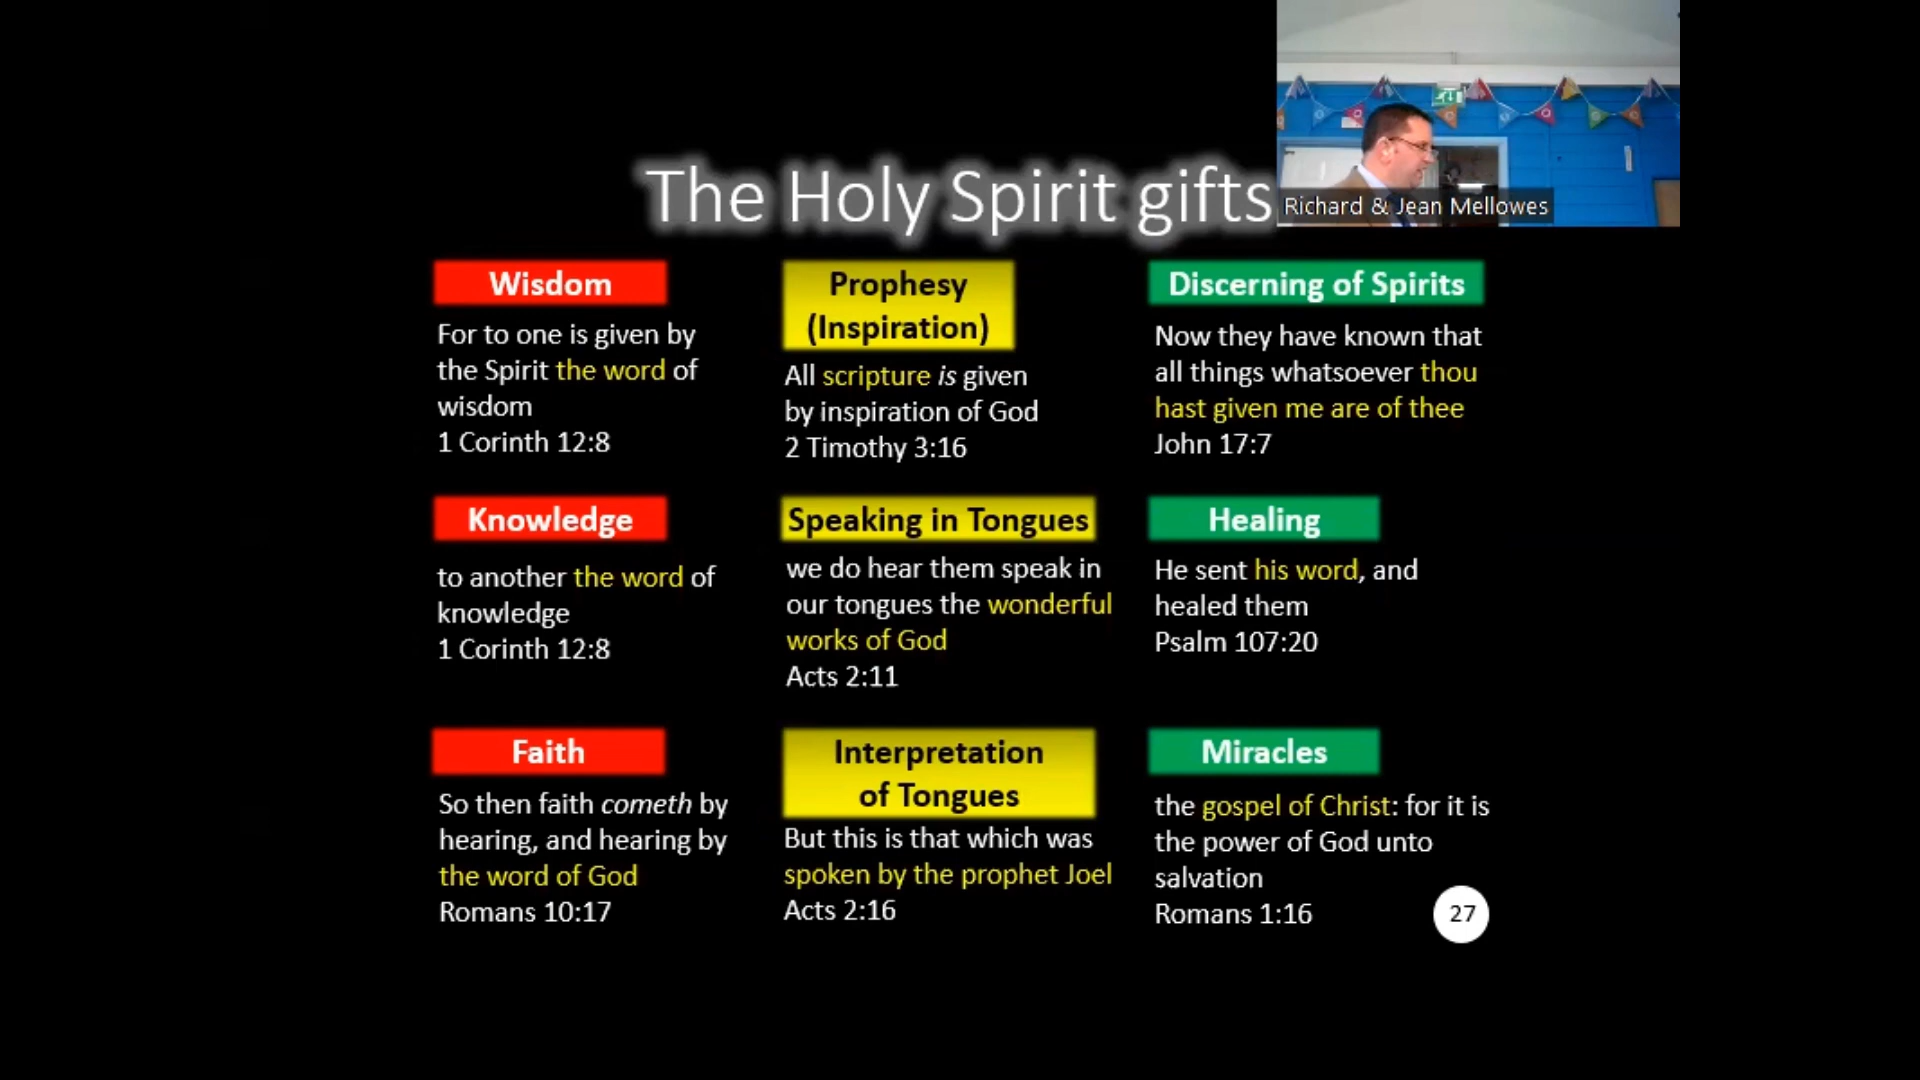 The Holy Spirit gifts
Richard & Jean Mellowes
Wisdom
For to one is given by
the Spirit the word of
wisdom
1 Corinth 12:8
Prophesy
(Inspiration)
All scripture is given
by inspiration of God
2 Timothy 3:16
Discerning of Spirits
Now they have known that
all things whatsoever thou
hast given me are of thee
John 17:7
Knowledge
to another the word of
knowledge
1 Corinth 12:8
Speaking in Tongues
we do hear them speak in
our tongues the wonderful
works of God
Acts 2:11
Healing
He sent his word, and
healed them
Psalm 107:20
Faith
So then faith cometh by
hearing, and hearing by
the word of God
Romans 10:17
Interpretation
of Tongues
But this is that which was
spoken by the prophet Joel
Acts 2:16
Miracles
the gospel of Christ: for it is
the power of God unto
salvation
Romans 1:16
27